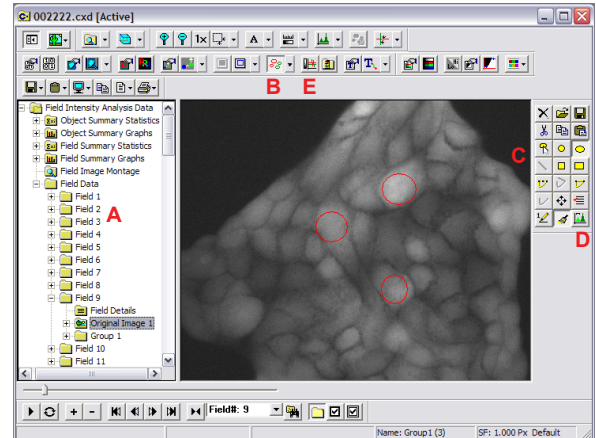 002222.cxd [Active]
1x
A
B
E
T
Field Intensity Analysis Data
Object Summary Statistics
Object Summary Graphs
Field Summary Statistics
Field Summary Graphs
Field Image Montage
Field Data
Field 1
Field 2
Field 3
Field 4
Field 5
Field 6
Field 7
Field 8
Field 9
Field Details
Original Image 1
Group 1
Field 10
Field 11
A
C
D
Field#: 9
Name: Group1 (3)
SF: 1.000 Px Default